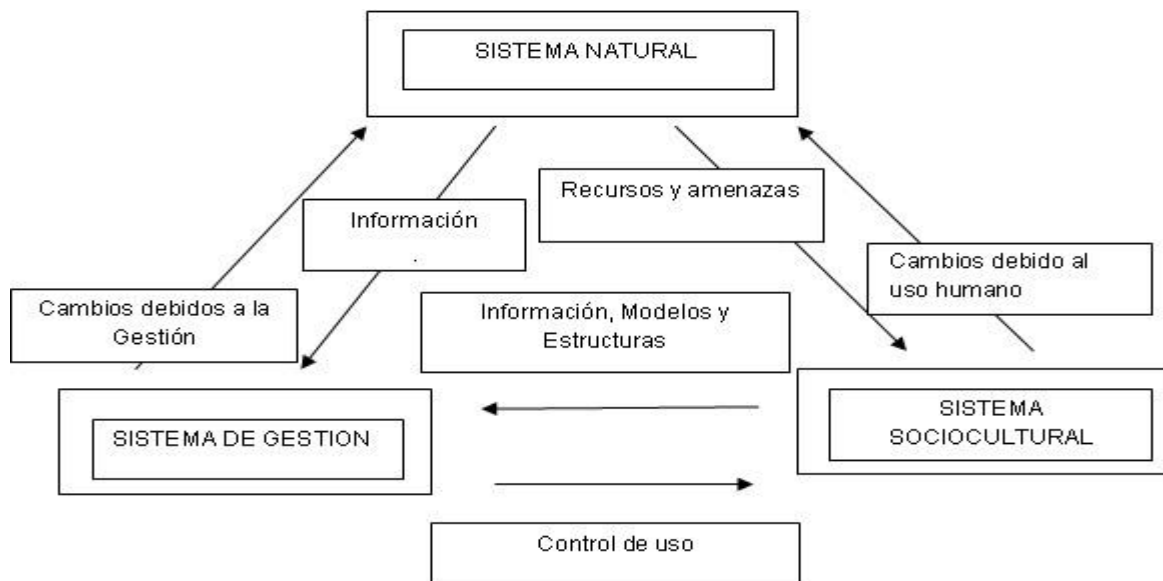 SISTEMA NATURAL
Recursos y amenazas
Información
.
Cambios debido al
uso humano
Cambios debidos a la
Gestión
Información, Modelos y
Estructuras
SISTEMA DE GESTION
SISTEMA
SOCIOCULTURAL
Control de uso